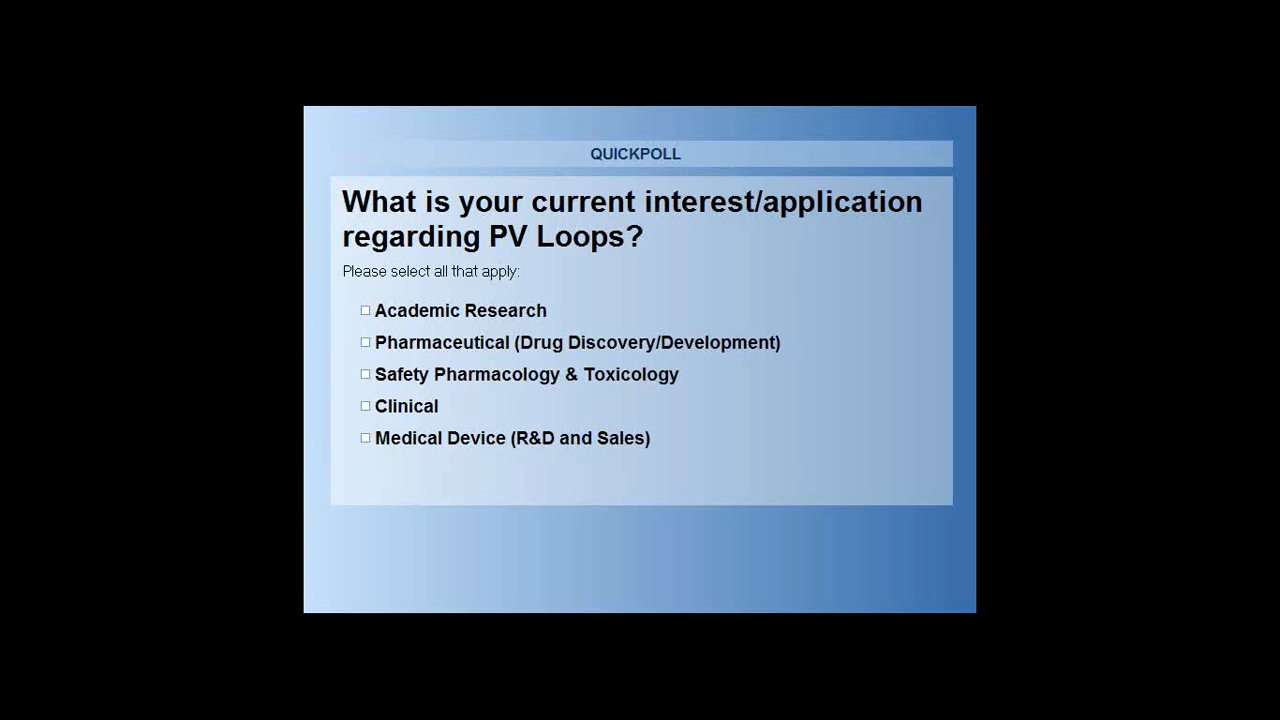 QUICKPOLL
What is your current interest/application
regarding PV Loops?
Please select all that apply:
Academic Research
Pharmaceutical (Drug Discovery/Development)
Safety Pharmacology & Toxicology
Clinical
Medical Device (R&D and Sales)